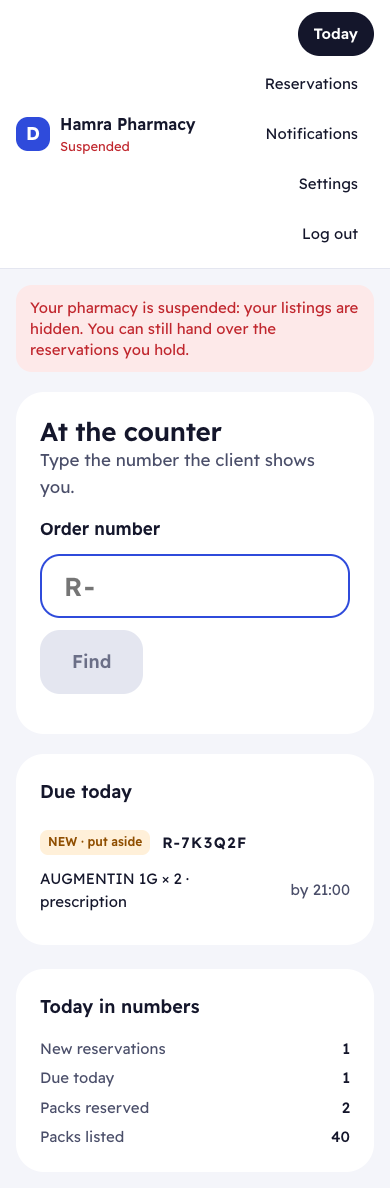 Today
Reservations
D
Hamra Pharmacy
Suspended
Notifications
Settings
Log out
Your pharmacy is suspended: your listings are
hidden. You can still hand over the
reservations you hold.
At the counter
Type the number the client shows
you.
Order number
R-
Find
Due today
NEW · put aside R-7K3Q2F
AUGMENTIN 1G × 2 ·
prescription
by 21:00
Today in numbers
New reservations 1
Due today 1
Packs reserved 2
Packs listed 40